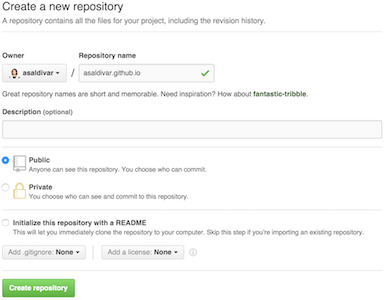 Create a new repository
A repository contains all the files for your project, including the revision history.
Owner Repository name
asaldivar / asaldivar.github.io
Great repository names are short and memorable. Need inspiration? How about fantastic-tribble.
Description (optional)
Public
Anyone can see this repository. You choose who can commit.
Private
You choose who can see and commit to this repository.
Initialize this repository with a README
This will let you immediately clone the repository to your computer. Skip this step if you're importing an existing repository.
Add .gitignore: None Add a license: None
Create repository